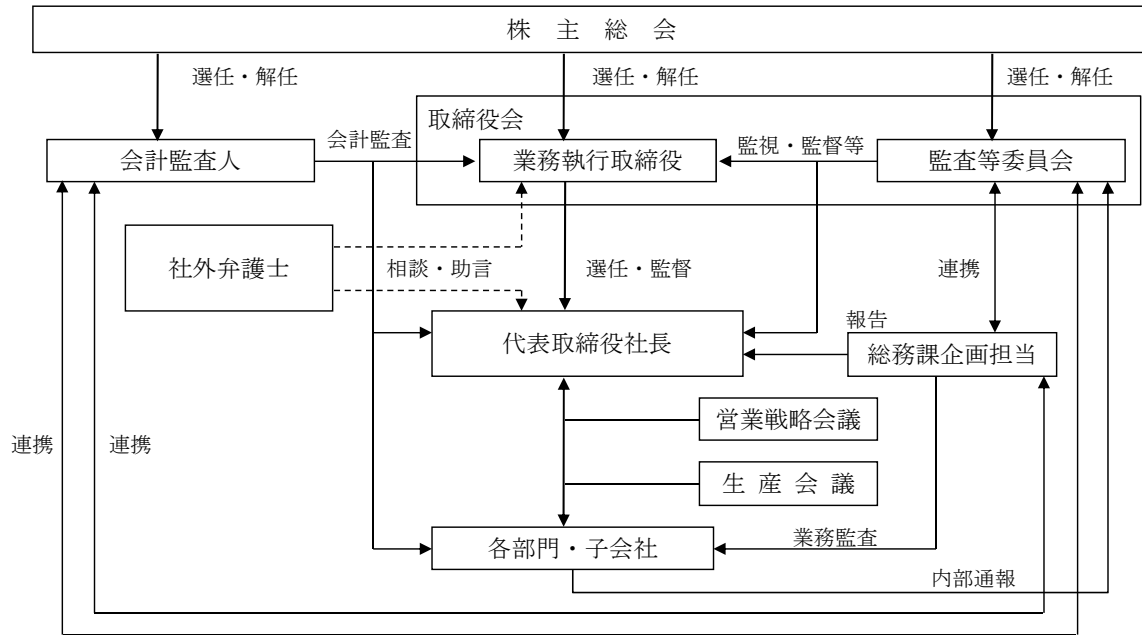 株 主 総 会
選任・解任
選任・解任
選任・解任
取締役会
会計監査人
会計監査
業務執行取締役
監視・監督等
監査等委員会
社外弁護士
相談・助言
選任・監督
連携
代表取締役社長
報告
総務課企画担当
営業戦略会議
連携
連携
生 産 会 議
各部門・子会社
業務監査
内部通報